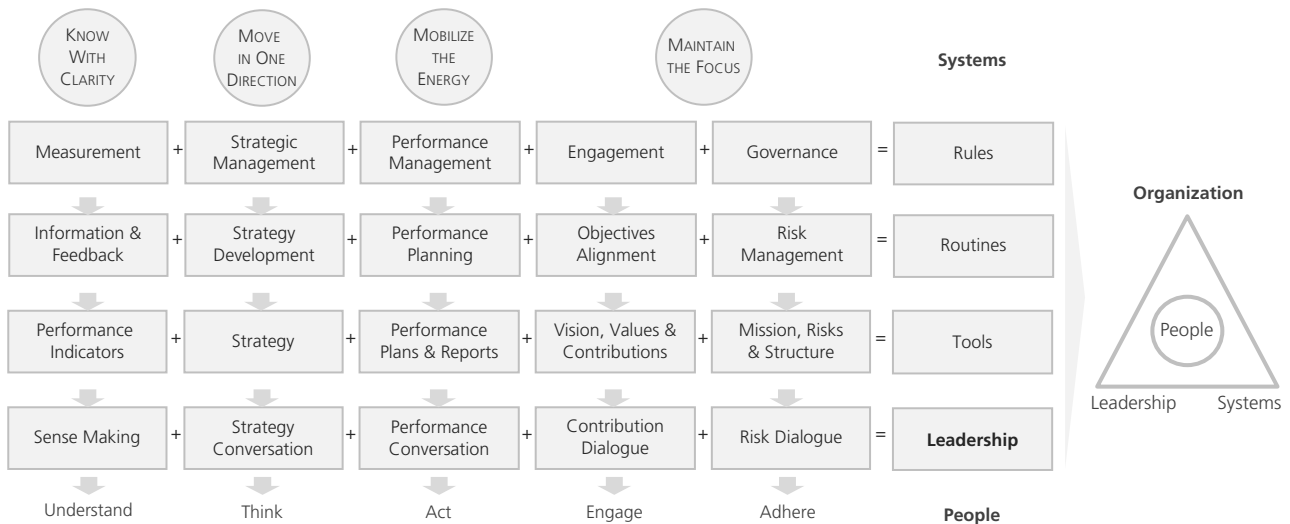 KNOW
WITH
CLARITY
MOVE
IN ONE
DIRECTION
MOBILIZE
THE
ENERGY
MAINTAIN
THE FOCUS
Systems
Measurement
+
Strategic
Management
+
Performance
Management
+
Engagement
+
Governance
=
Rules
Information &
Feedback
+
Strategy
Development
+
Performance
Planning
+
Objectives
Alignment
+
Risk
Management
=
Routines
Performance
Indicators
+
Strategy
+
Performance
Plans & Reports
+
Vision, Values &
Contributions
+
Mission, Risks
& Structure
=
Tools
Sense Making
+
Strategy
Conversation
+
Performance
Conversation
+
Contribution
Dialogue
+
Risk Dialogue
=
Leadership
Understand
Think
Act
Engage
Adhere
People
Organization
People
Leadership
Systems